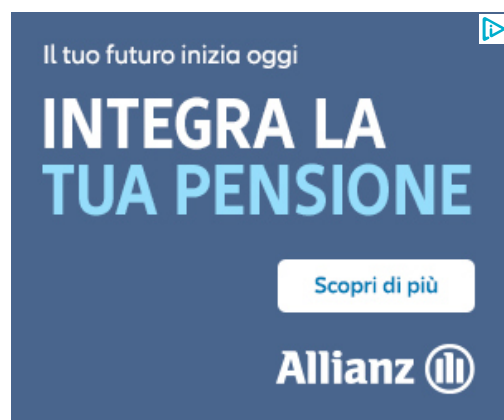 Il tuo futuro inizia oggi
INTEGRA LA
TUA PENSIONE
Scopri di più
Allianz